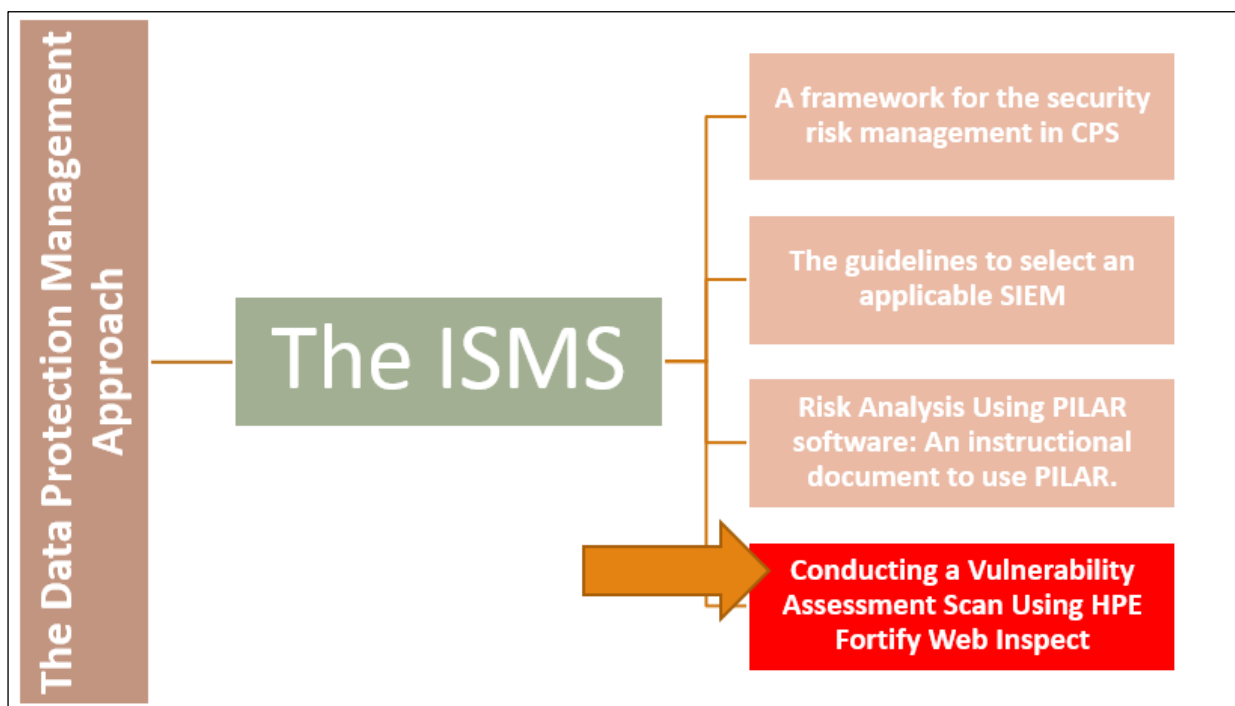 The Data Protection Management
Approach
The ISMS
A framework for the security
risk management in CPS
The guidelines to select an
applicable SIEM
Risk Analysis Using PILAR
software: An instructional
document to use PILAR.
Conducting a Vulnerability
Assessment Scan Using HPE
Fortify Web Inspect